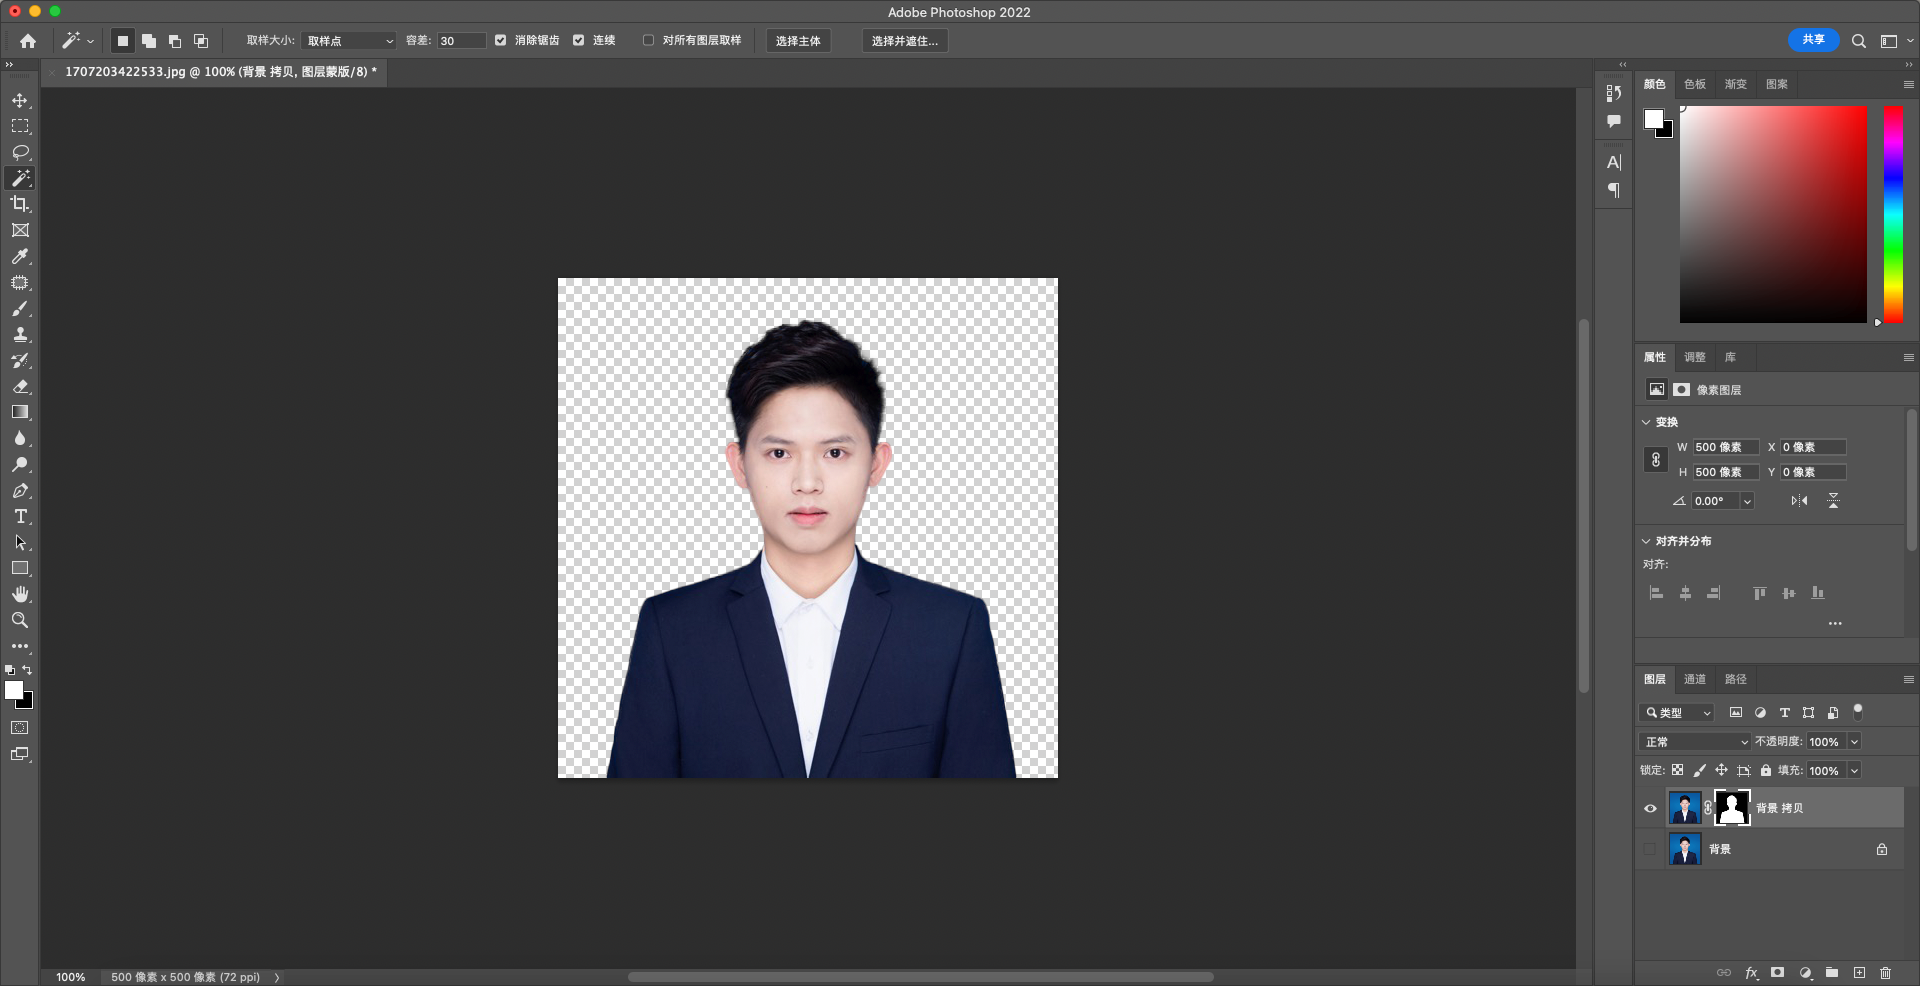 Adobe Photoshop 2022
取样大小: 取样点 容差: 30 消除锯齿 连续 对所有图层取样 选择主体 选择并遮住... 共享
1707203422533.jpg @ 100% (背景 拷贝, 图层蒙版/8) *
颜色 色板 渐变 图案
属性 调整 库
像素图层
变换
W 500 像素 X 0 像素
H 500 像素 Y 0 像素
0.00°
对齐并分布
对齐:
图层 通道 路径
类型
正常 不透明度: 100%
锁定: 填充: 100%
背景 拷贝
背景
fx
100% 500 像素 x 500 像素 (72 ppi)